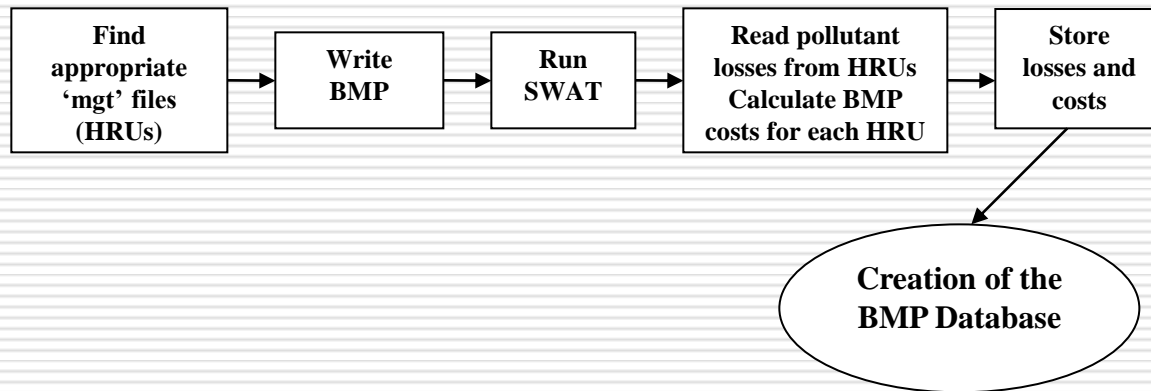 Find
appropriate
‘mgt’ files
(HRUs)
Write
BMP
Run
SWAT
Read pollutant
losses from HRUs
Calculate BMP
costs for each HRU
Store
losses and
costs
Creation of the
BMP Database